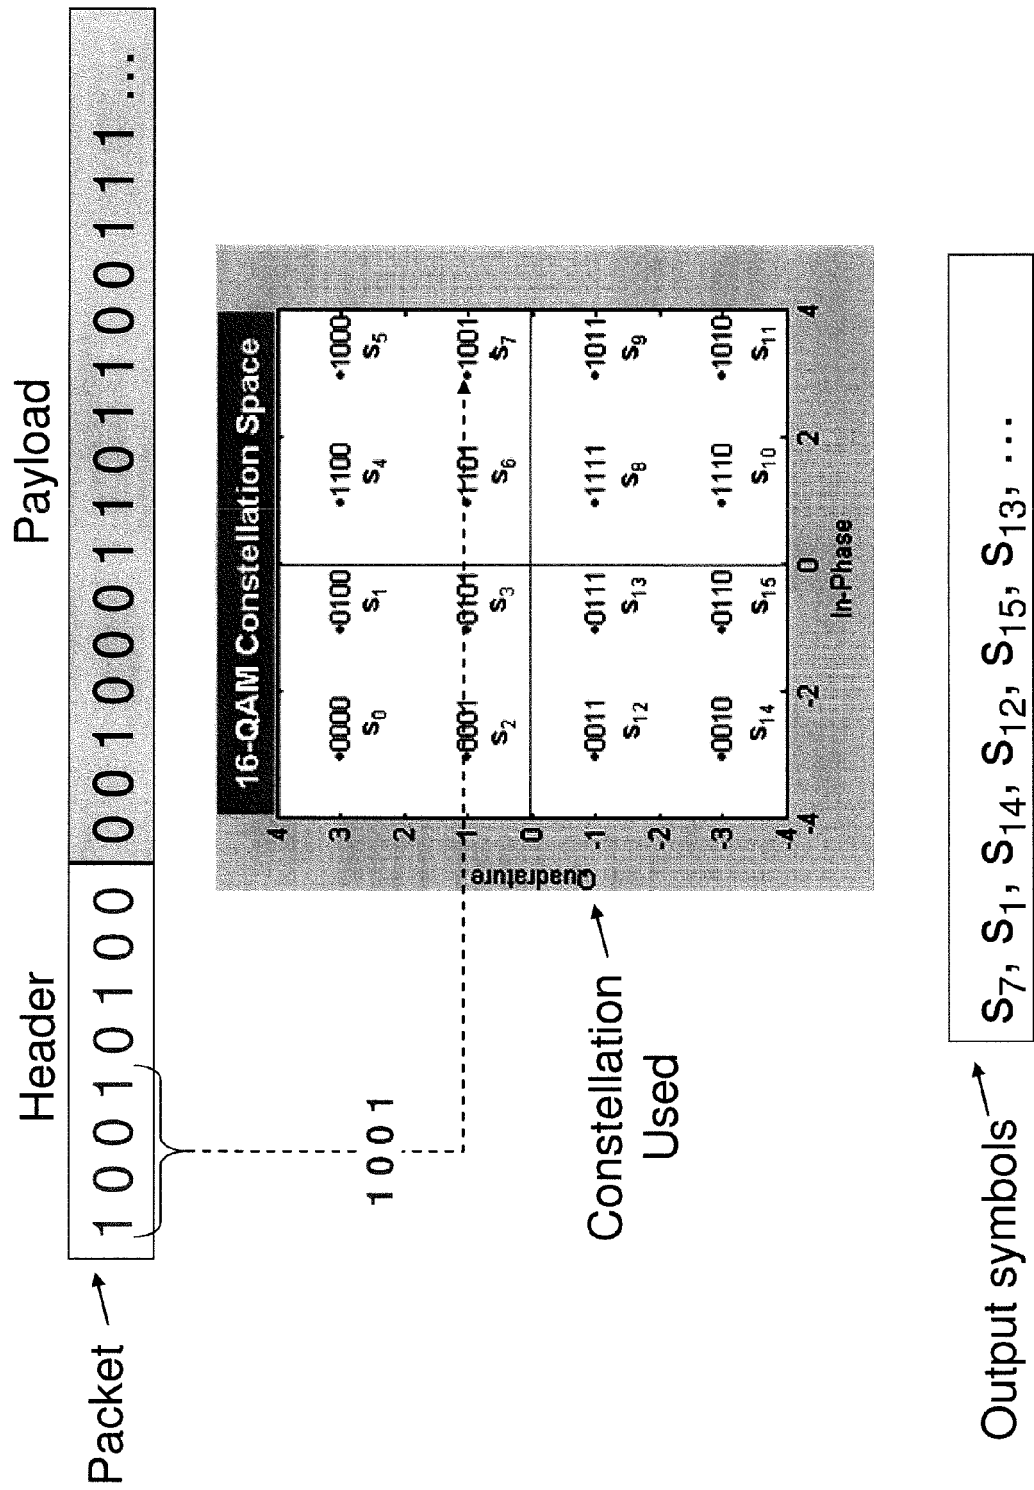 Header
Payload
Packet
1 0 0 1 0 1 0 0
0 0 1 0 0 0 1 1 0 1 1 0 0 1 1 1 ...
1 0 0 1
16-QAM Constellation Space
4
3
2
1
0
-1
-2
-3
-4
Quadrature
0000 0100 1100 1000
S0 S1 S4 S5
0001 0101 1101 1001
S2 S3 S6 S7
0011 0111 1111 1011
S12 S13 S8 S9
0010 0110 1110 1010
S14 S15 S10 S11
-4 -2 0 2 4
In-Phase
Constellation
Used
Output symbols
S7, S1, S14, S12, S15, S13, ...